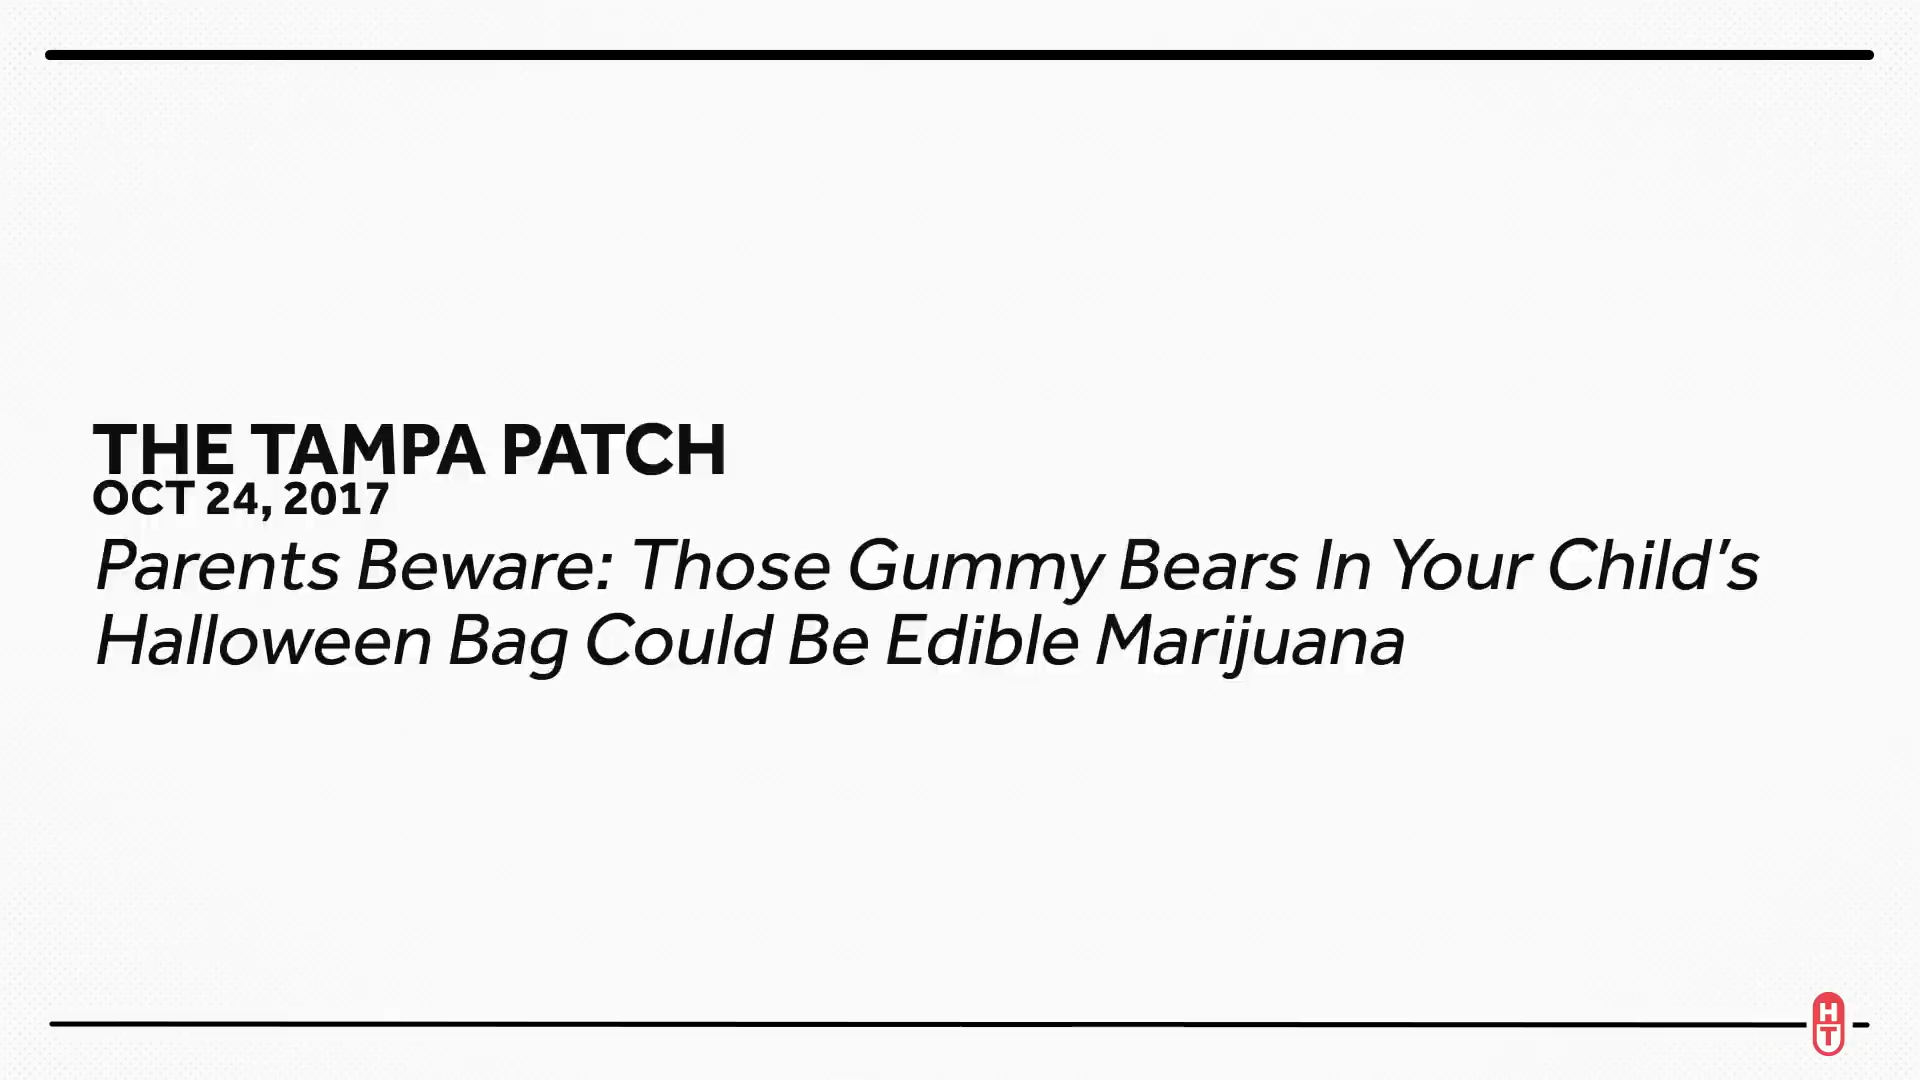 THE TAMPA PATCH
OCT 24, 2017
Parents Beware: Those Gummy Bears In Your Child’s
Halloween Bag Could Be Edible Marijuana
H
T